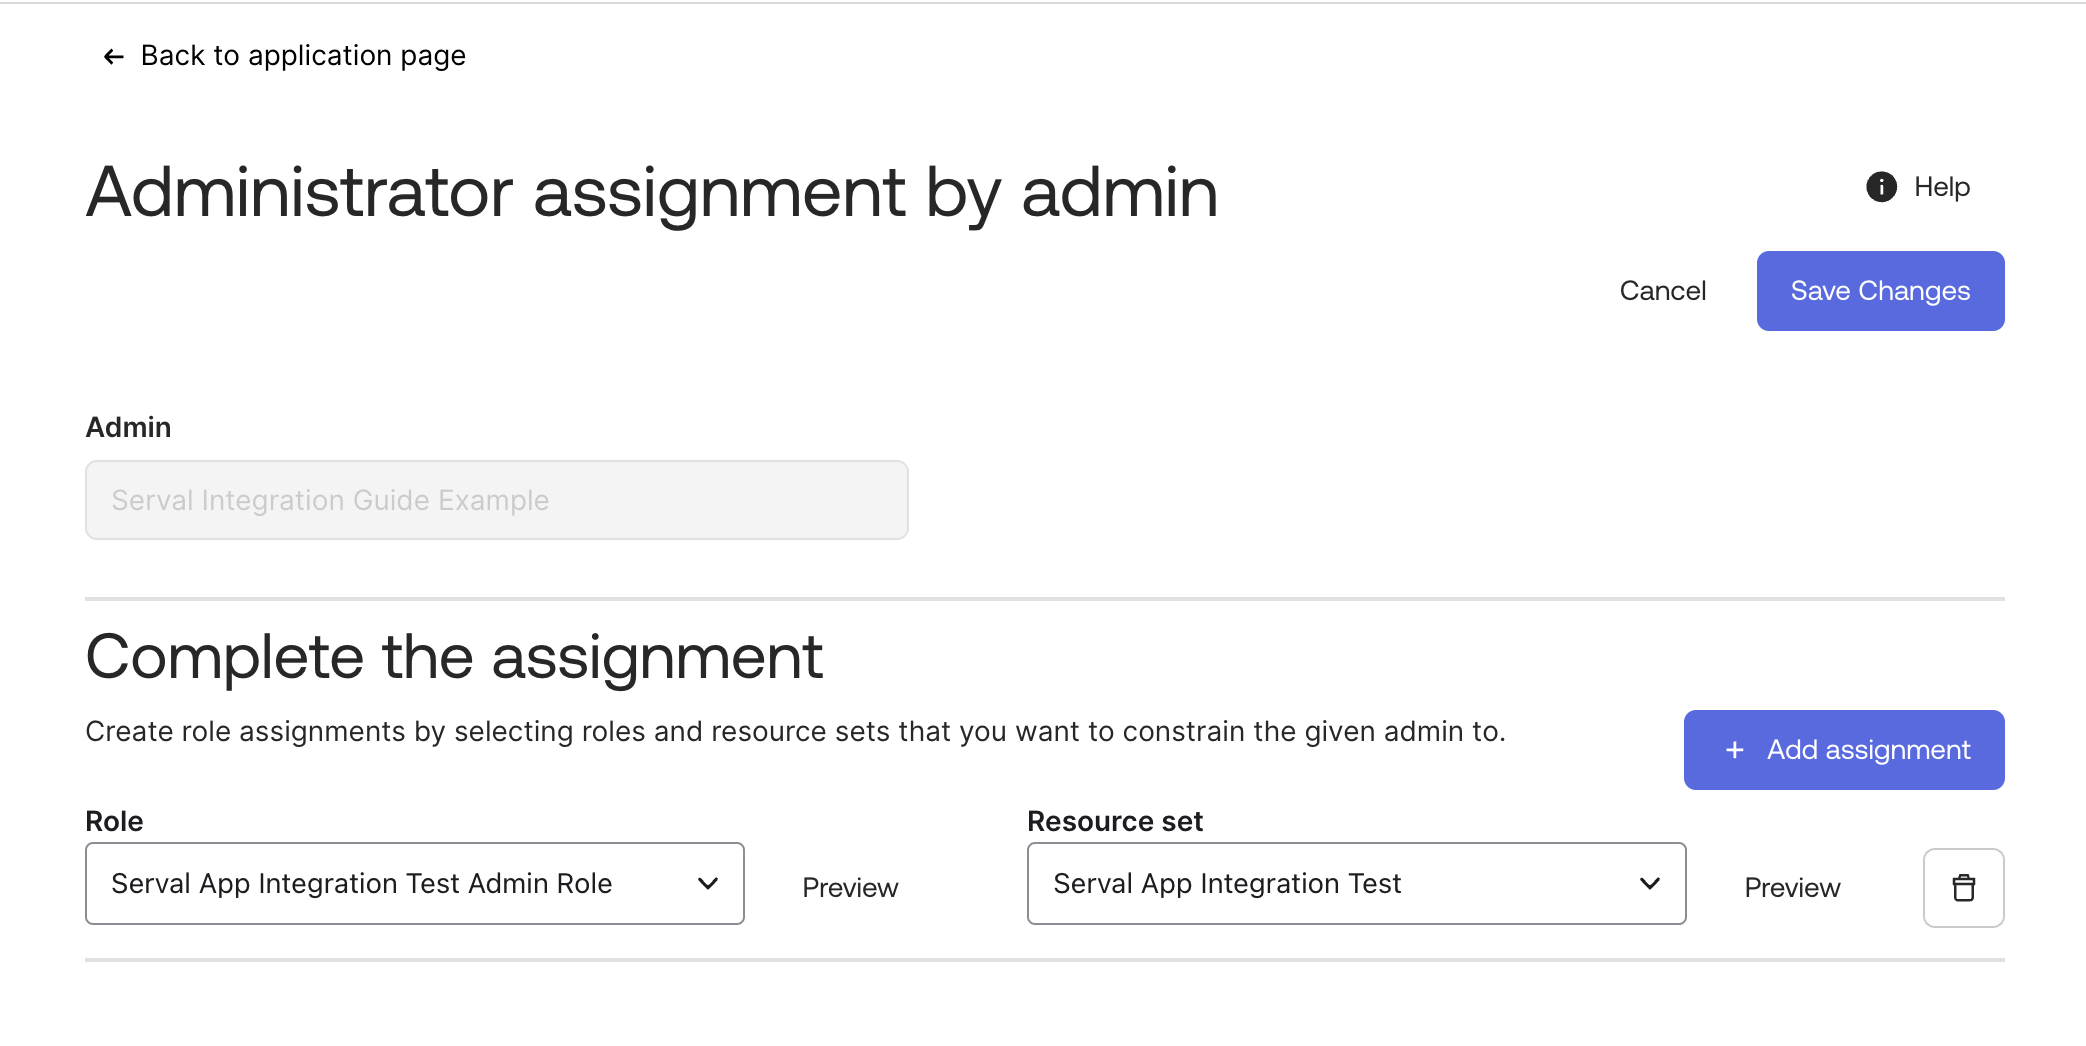 Back to application page
Administrator assignment by admin
Help
Cancel
Save Changes
Admin
Serval Integration Guide Example
Complete the assignment
Create role assignments by selecting roles and resource sets that you want to constrain the given admin to.
+ Add assignment
Role
Serval App Integration Test Admin Role
Preview
Resource set
Serval App Integration Test
Preview